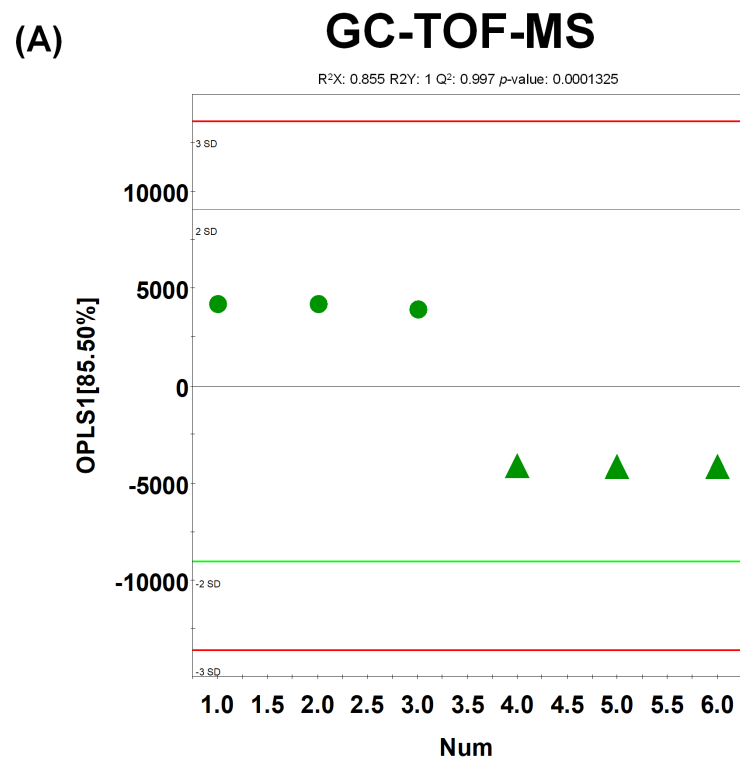 (A)
GC-TOF-MS
R²X: 0.855 R2Y: 1 Q²: 0.997 p-value: 0.0001325
3 SD
10000
2 SD
5000
0
-5000
-10000
-2 SD
-3 SD
OPLS1[85.50%]
1.0 1.5 2.0 2.5 3.0 3.5 4.0 4.5 5.0 5.5 6.0
Num